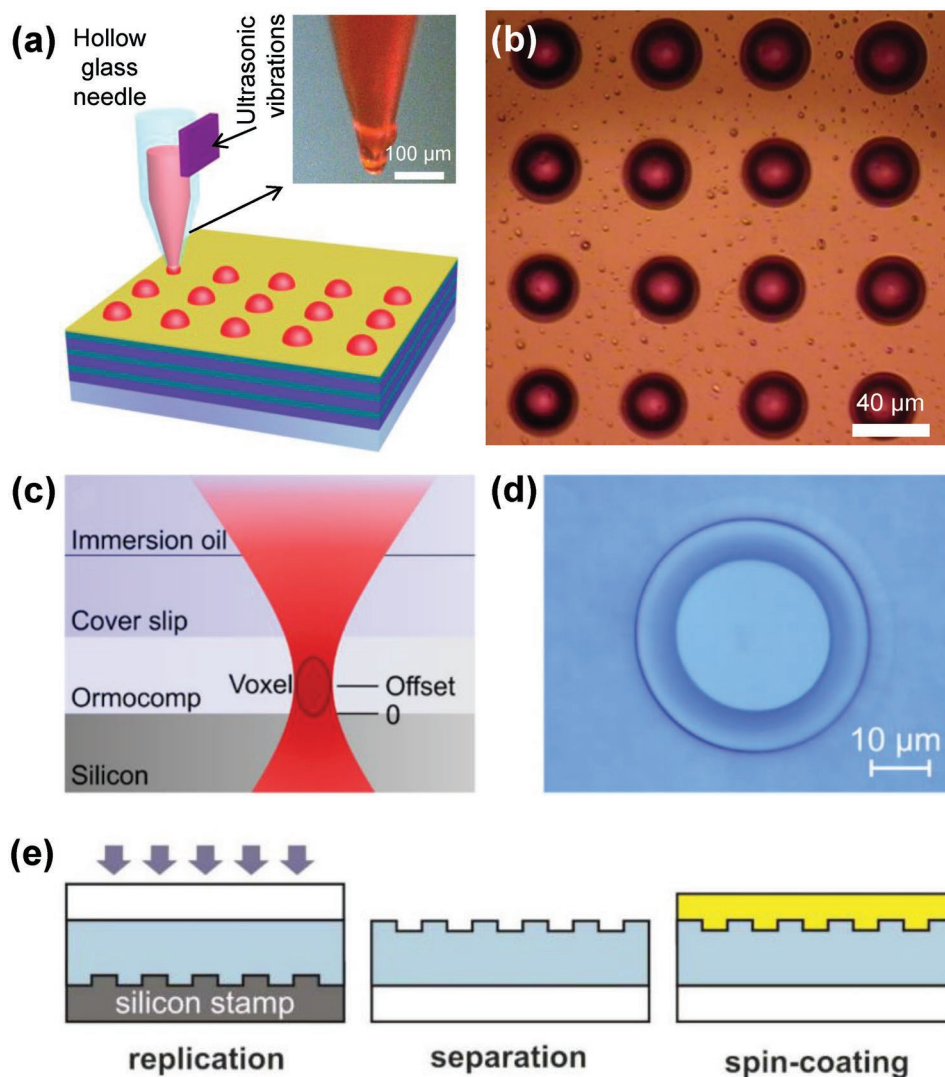 (a)
Hollow
glass
needle
Ultrasonic
vibrations
100 µm
(b)
40 µm
(c)
Immersion oil
Cover slip
Voxel
Offset
Ormocomp
0
Silicon
(d)
10 µm
(e)
silicon stamp
replication
separation
spin-coating